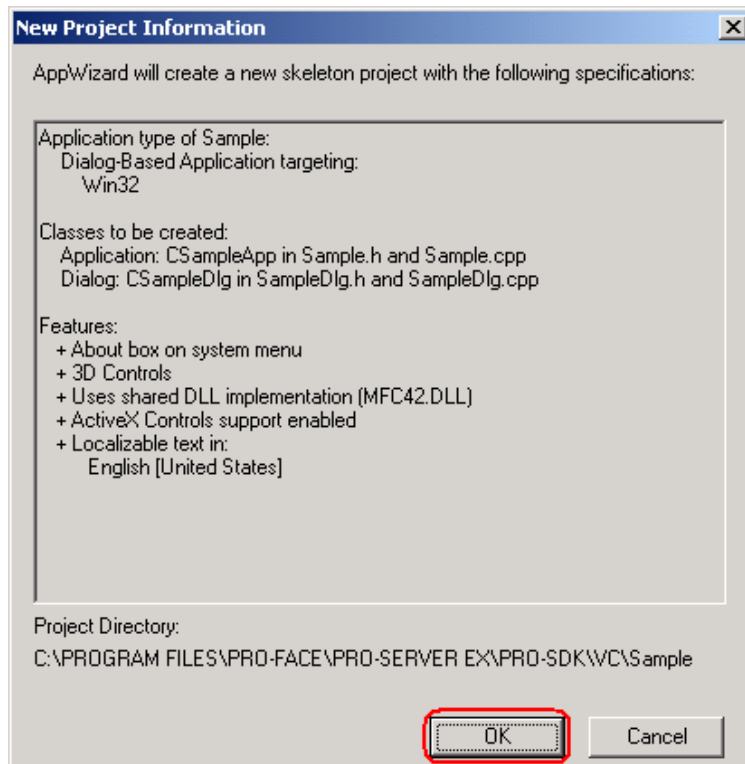 New Project Information
AppWizard will create a new skeleton project with the following specifications:
Application type of Sample:
Dialog-Based Application targeting:
Win32
Classes to be created:
Application: CSampleApp in Sample.h and Sample.cpp
Dialog: CSampleDlg in SampleDlg.h and SampleDlg.cpp
Features:
+ About box on system menu
+ 3D Controls
+ Uses shared DLL implementation (MFC42.DLL)
+ ActiveX Controls support enabled
+ Localizable text in:
English [United States]
Project Directory:
C:\PROGRAM FILES\PRO-FACE\PRO-SERVER EX\PRO-SDK\VC\Sample
OK Cancel